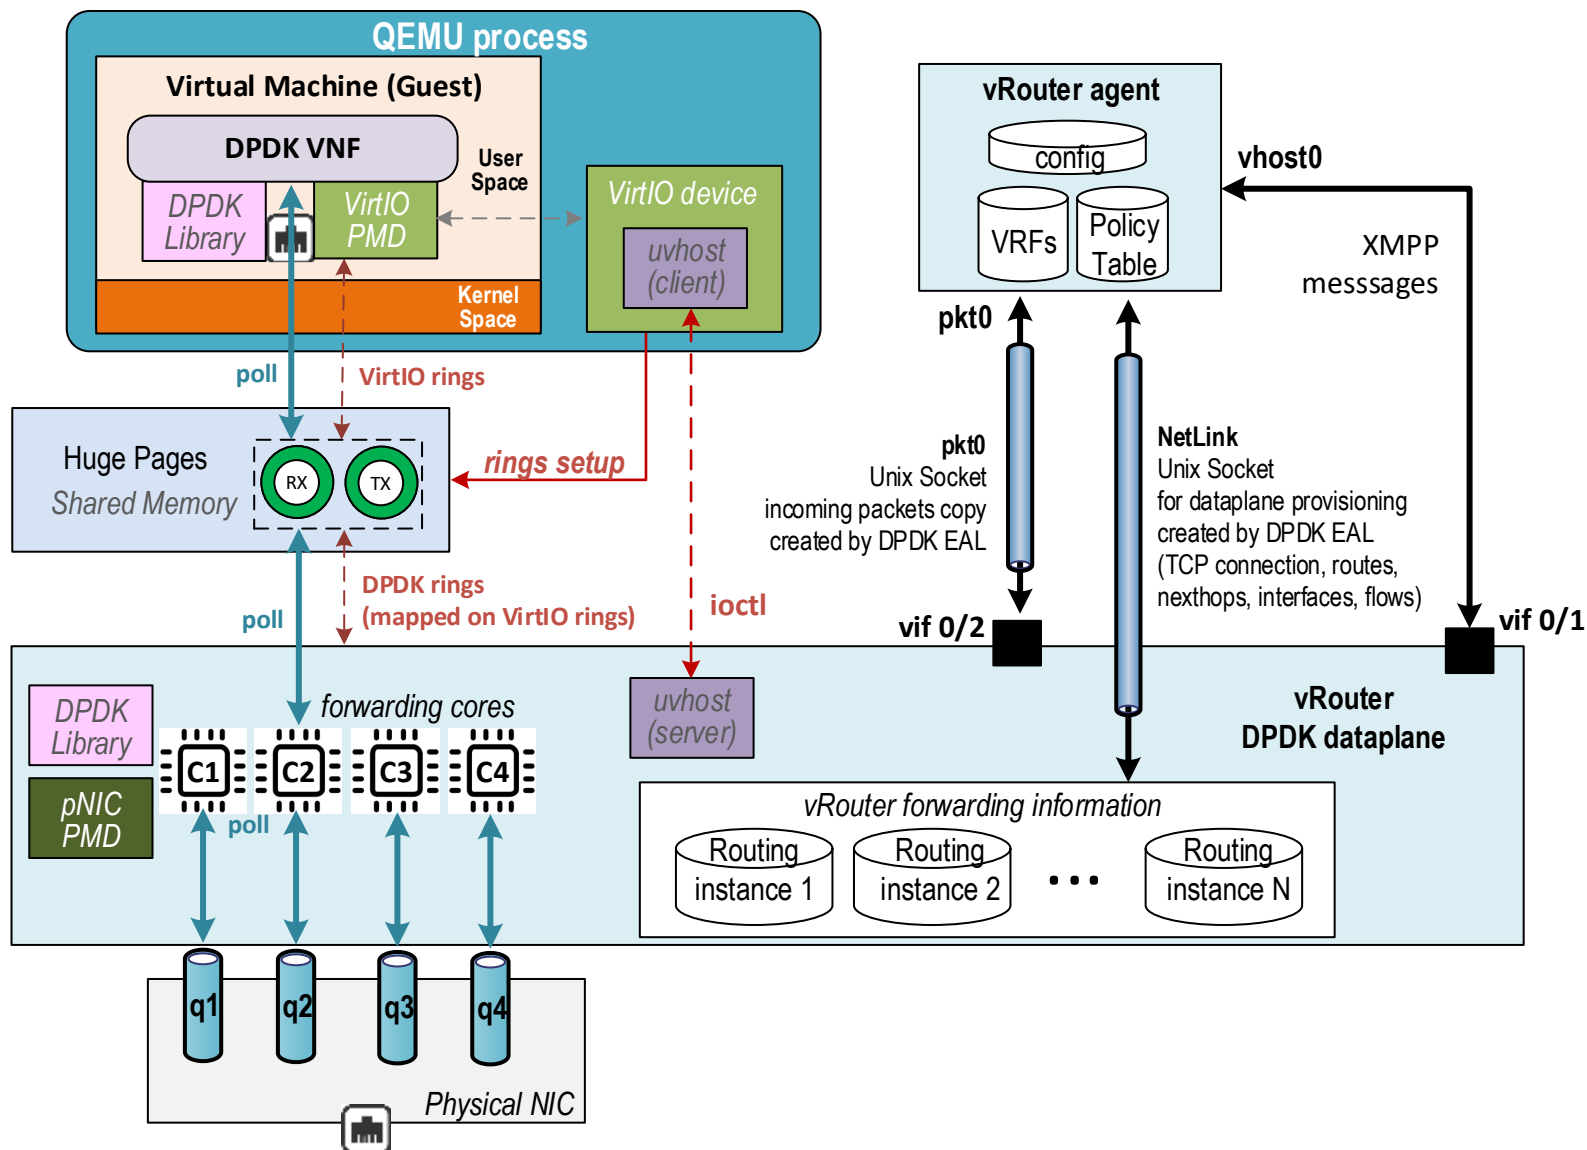 QEMU process
Virtual Machine (Guest)
DPDK VNF
User
Space
DPDK
Library
VirtIO
PMD
VirtIO device
uvhost
(client)
Kernel
Space
poll
VirtIO rings
Huge Pages
Shared Memory
RX
TX
rings setup
DPDK rings
(mapped on VirtIO rings)
poll
ioctl
vRouter agent
config
VRFs
Policy
Table
vhost0
XMPP
messsages
pkt0
pkt0
Unix Socket
incoming packets copy
created by DPDK EAL
NetLink
Unix Socket
for dataplane provisioning
created by DPDK EAL
(TCP connection, routes,
nexthops, interfaces, flows)
vif 0/2
vif 0/1
DPDK
Library
pNIC
PMD
forwarding cores
C1
C2
C3
C4
poll
uvhost
(server)
vRouter
DPDK dataplane
vRouter forwarding information
Routing
instance 1
Routing
instance 2
...
Routing
instance N
q1
q2
q3
q4
Physical NIC